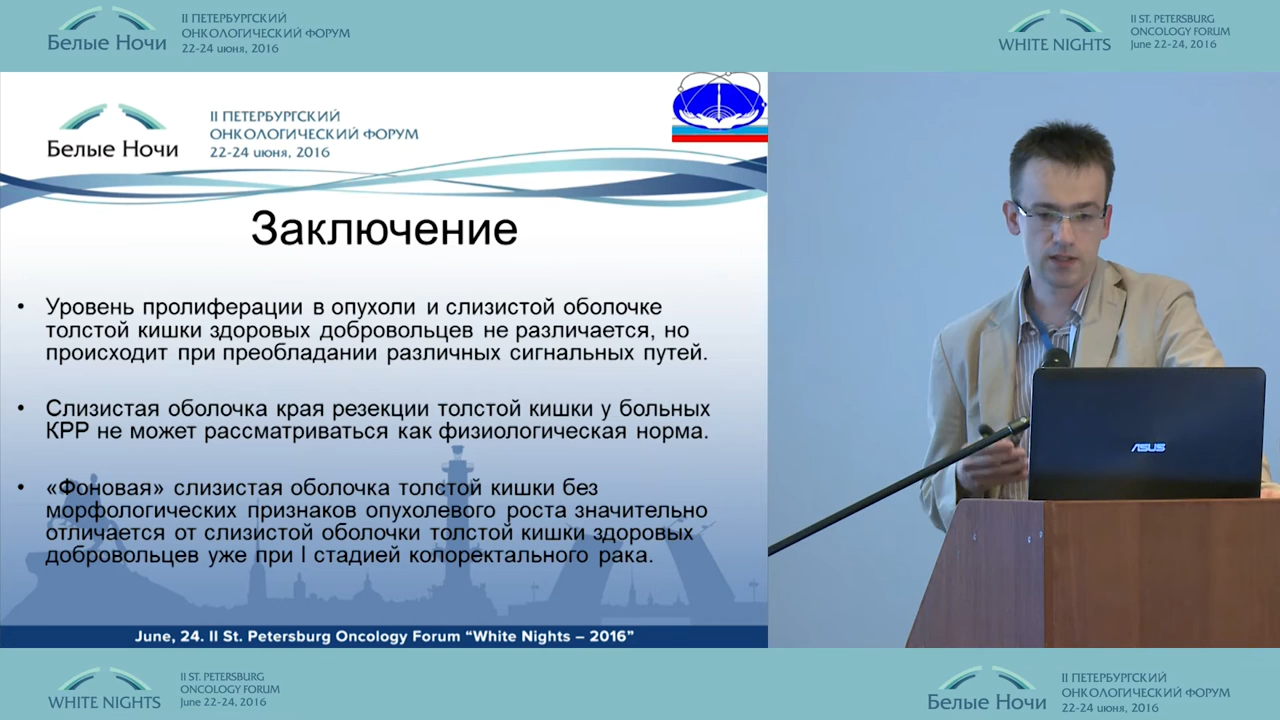 Белые Ночи
II ПЕТЕРБУРГСКИЙ
ОНКОЛОГИЧЕСКИЙ ФОРУМ
22-24 июня, 2016
WHITE NIGHTS
II ST. PETERSBURG
ONCOLOGY FORUM
June 22-24, 2016
Белые Ночи
II ПЕТЕРБУРГСКИЙ
ОНКОЛОГИЧЕСКИЙ ФОРУМ
22-24 июня, 2016
Заключение
• Уровень пролиферации в опухоли и слизистой оболочке
толстой кишки здоровых добровольцев не различается, но
происходит при преобладании различных сигнальных путей.
• Слизистая оболочка края резекции толстой кишки у больных
КРР не может рассматриваться как физиологическая норма.
• «Фоновая» слизистая оболочка толстой кишки без
морфологических признаков опухолевого роста значительно
отличается от слизистой оболочки толстой кишки здоровых
добровольцев уже при I стадией колоректального рака.
June, 24. II St. Petersburg Oncology Forum “White Nights – 2016”
ASUS
WHITE NIGHTS
II ST. PETERSBURG
ONCOLOGY FORUM
June 22-24, 2016
Белые Ночи
II ПЕТЕРБУРГСКИЙ
ОНКОЛОГИЧЕСКИЙ ФОРУМ
22-24 июня, 2016